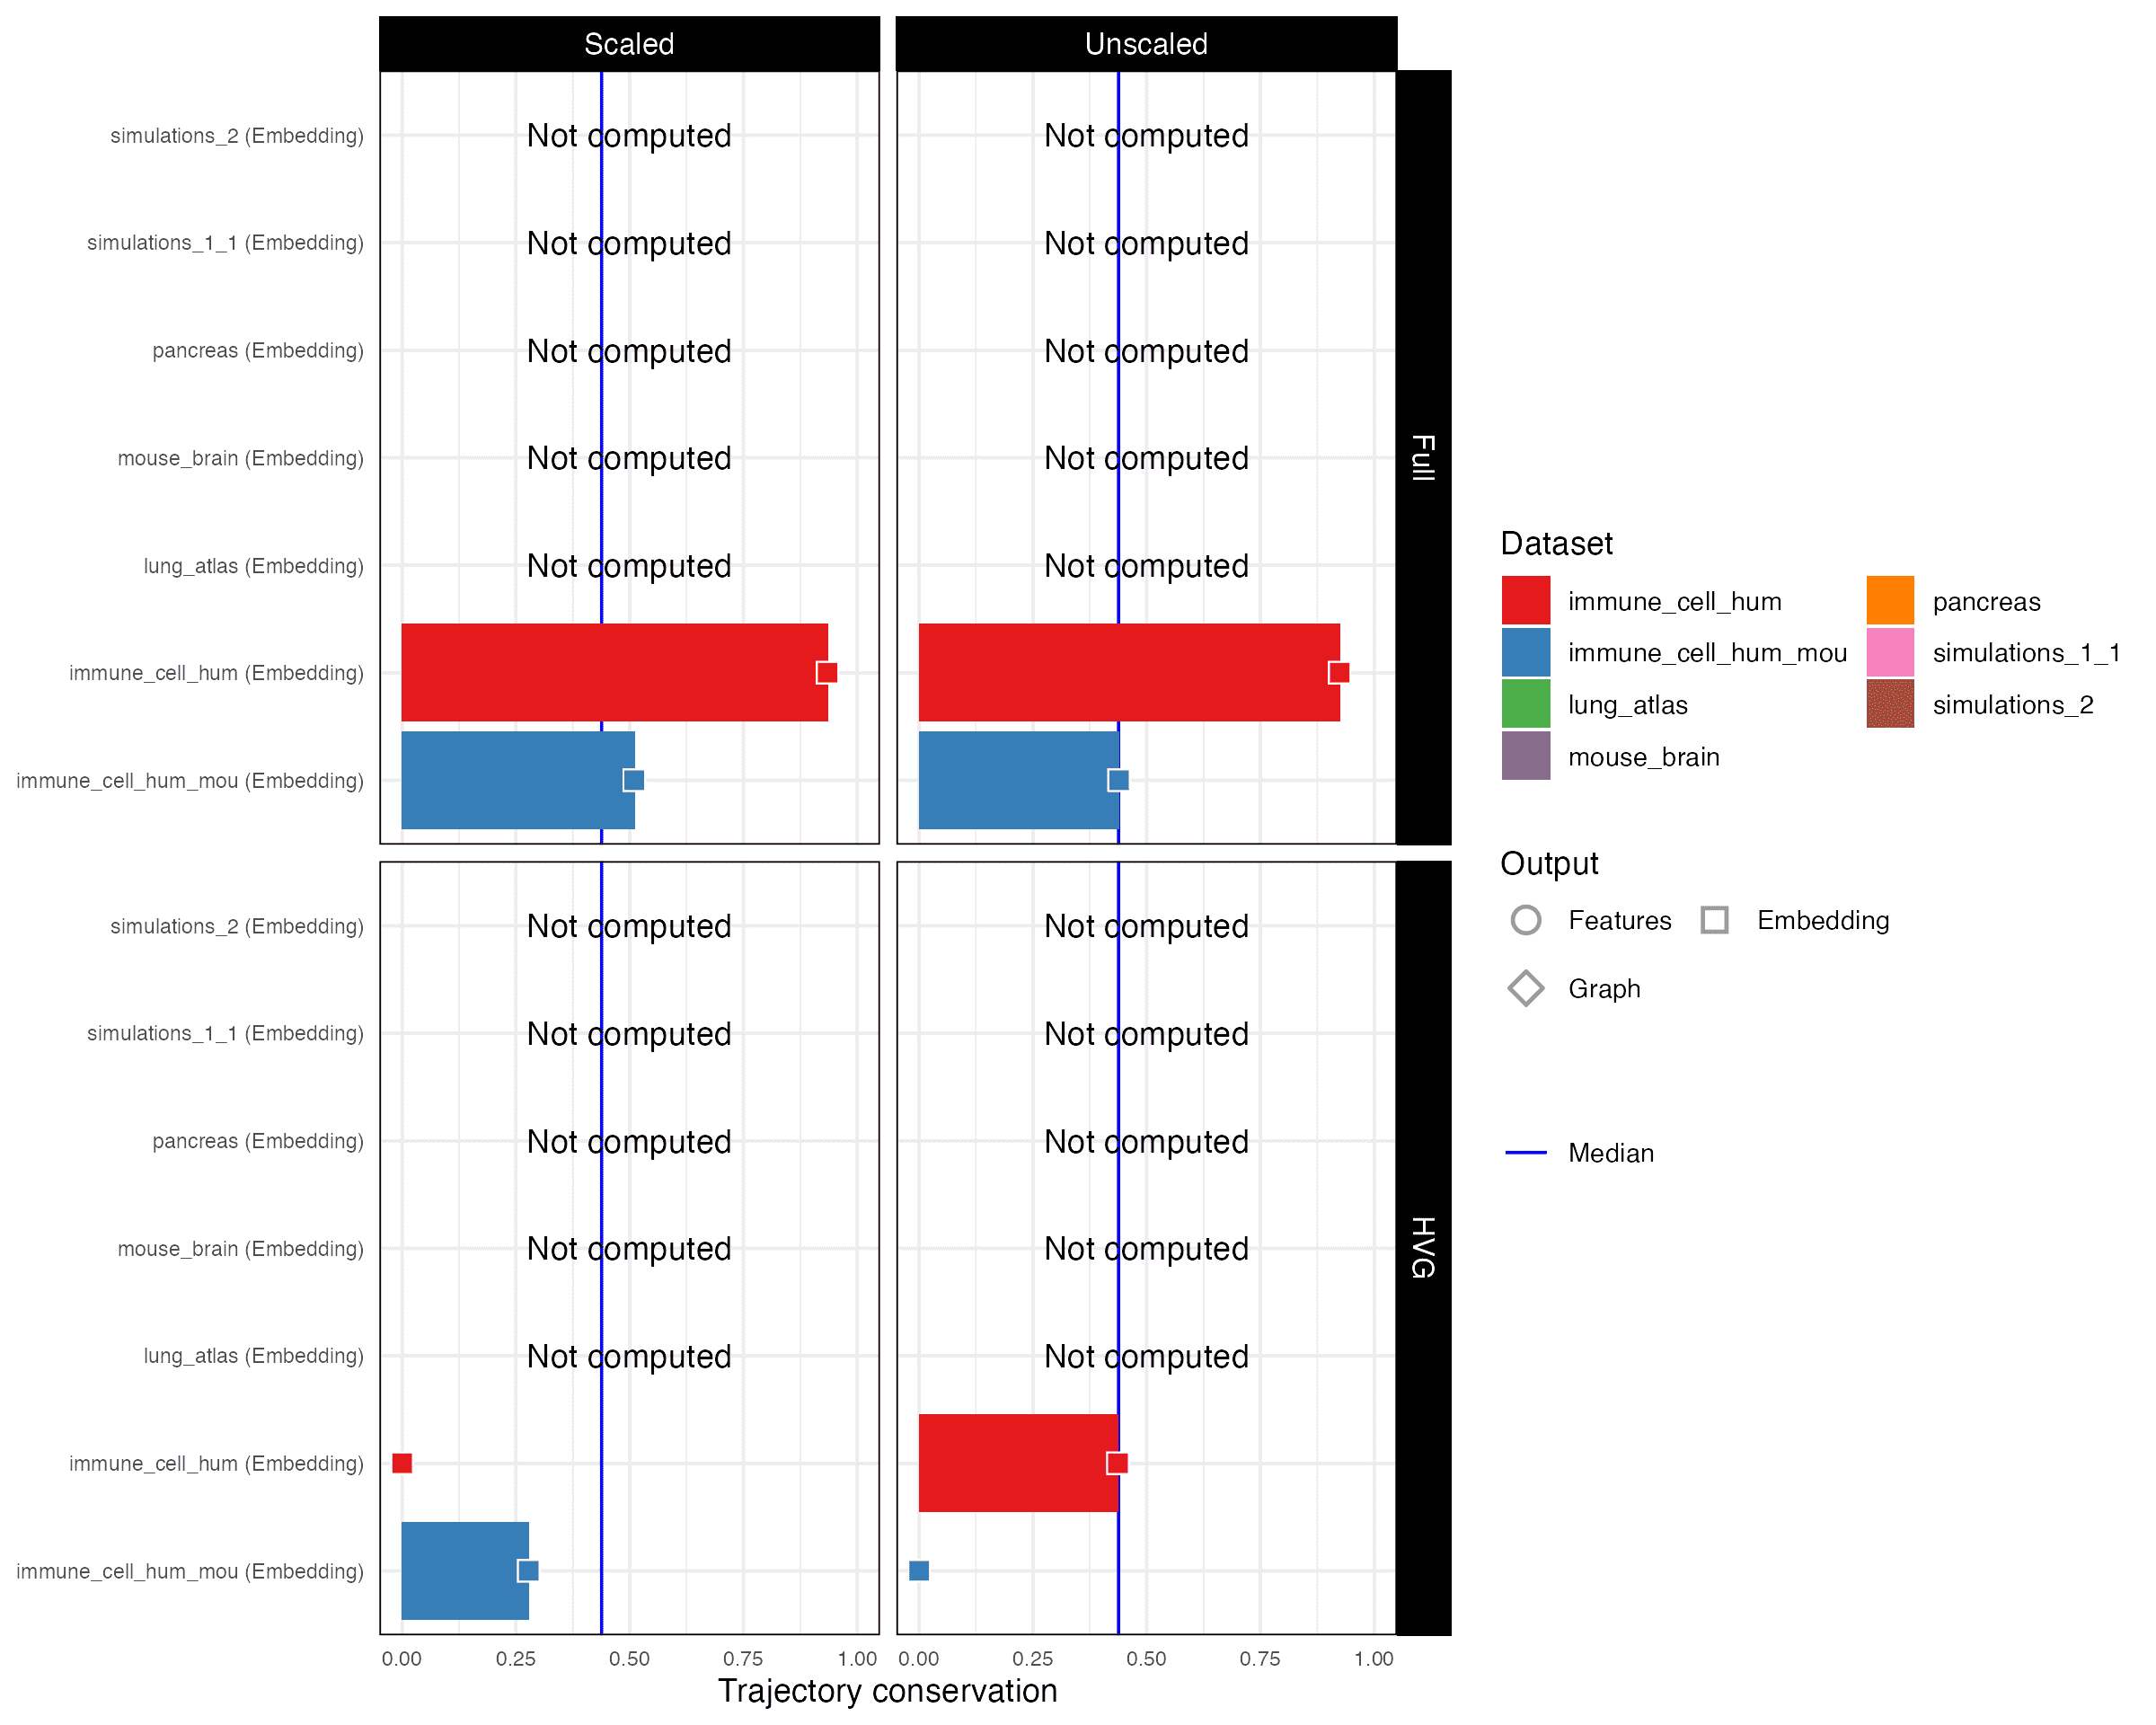 Scaled
Unscaled
simulations_2 (Embedding)
Not computed
Not computed
simulations_1_1 (Embedding)
Not computed
Not computed
pancreas (Embedding)
Not computed
Not computed
mouse_brain (Embedding)
Not computed
Not computed
lung_atlas (Embedding)
Not computed
Not computed
immune_cell_hum (Embedding)
immune_cell_hum_mou (Embedding)
Full
simulations_2 (Embedding)
Not computed
Not computed
simulations_1_1 (Embedding)
Not computed
Not computed
pancreas (Embedding)
Not computed
Not computed
mouse_brain (Embedding)
Not computed
Not computed
lung_atlas (Embedding)
Not computed
Not computed
immune_cell_hum (Embedding)
immune_cell_hum_mou (Embedding)
HVG
0.00 0.25 0.50 0.75 1.00
0.00 0.25 0.50 0.75 1.00
Trajectory conservation
Dataset
immune_cell_hum
immune_cell_hum_mou
lung_atlas
mouse_brain
pancreas
simulations_1_1
simulations_2
Output
Features
Embedding
Graph
Median